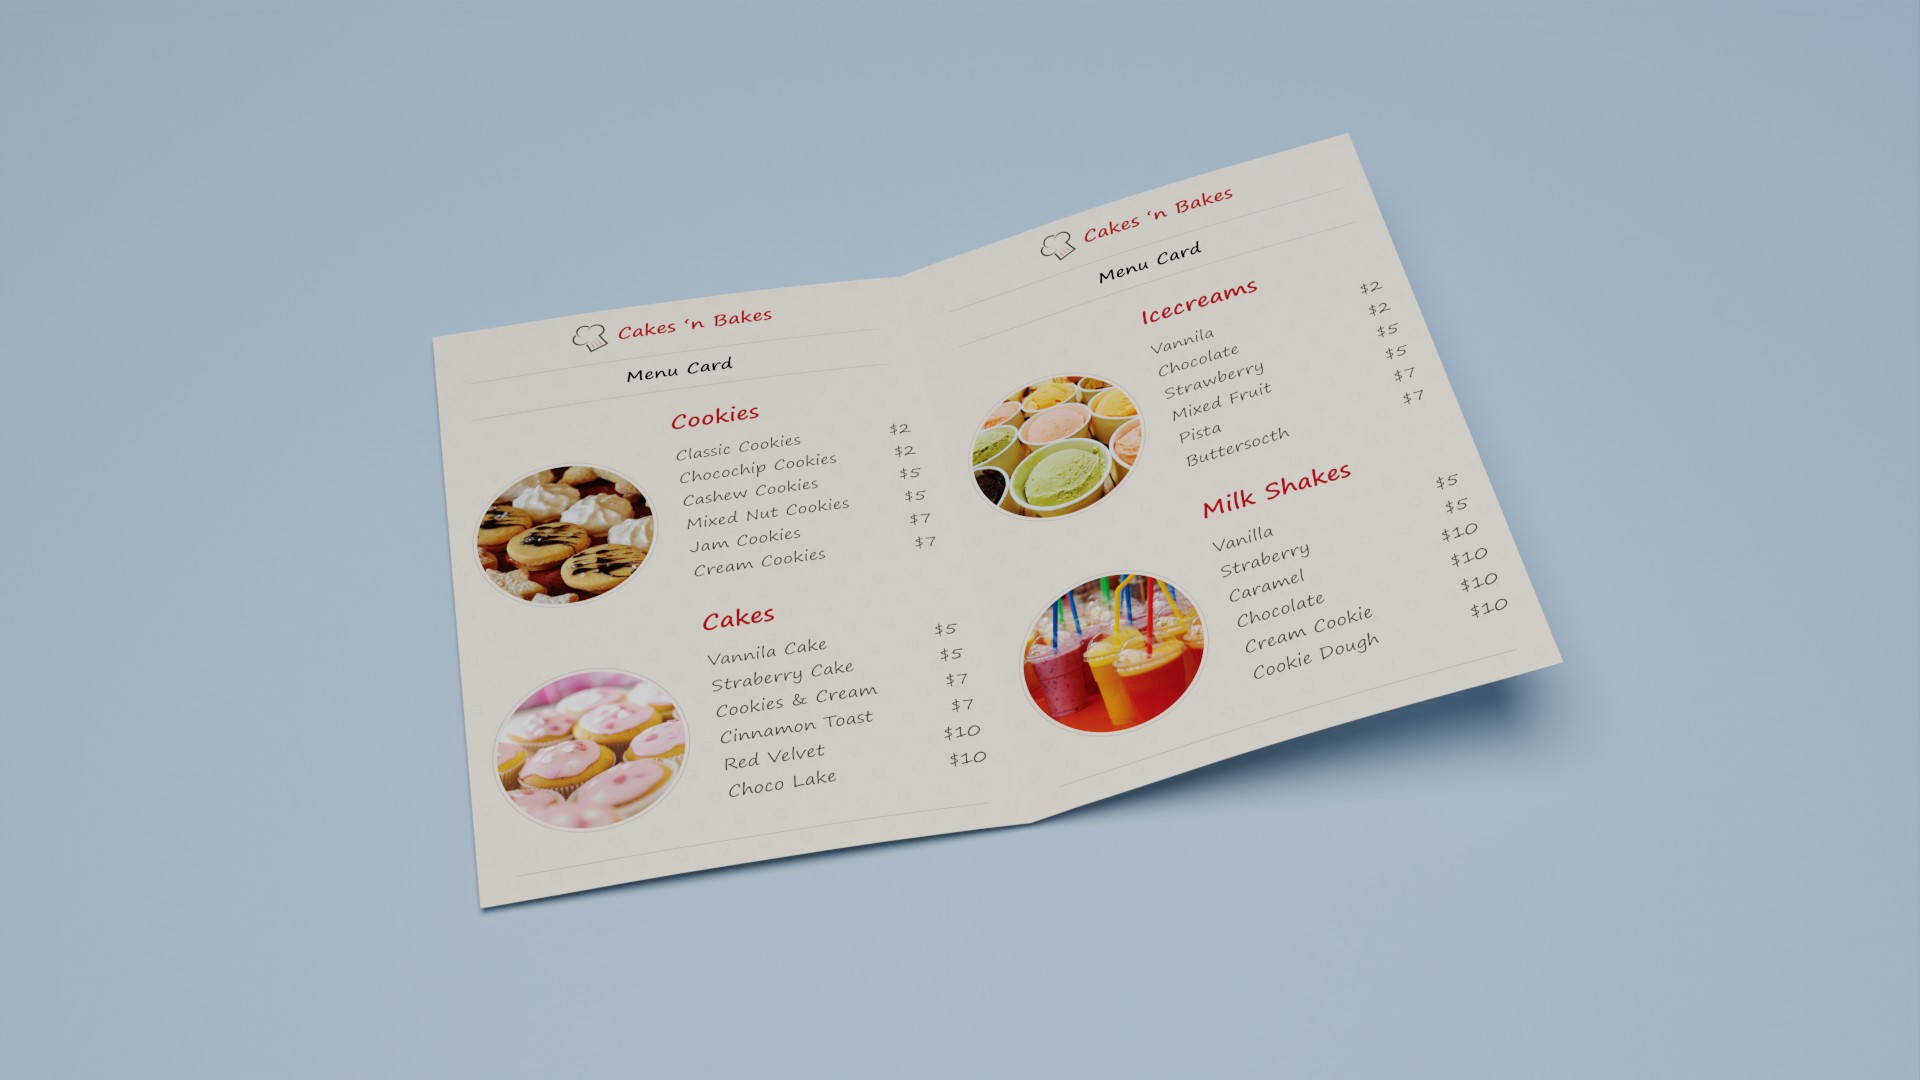 Cakes ‘n Bakes
Menu Card
Cookies
Classic Cookies $2
Chocochip Cookies $2
Cashew Cookies $5
Mixed Nut Cookies $5
Jam Cookies $7
Cream Cookies $7
Cakes
Vannila Cake $5
Straberry Cake $5
Cookies & Cream $7
Cinnamon Toast $7
Red Velvet $10
Choco Lake $10
Cakes ‘n Bakes
Menu Card
Icecreams
Vannila $2
Chocolate $2
Strawberry $5
Mixed Fruit $5
Pista $7
Buttersocth $7
Milk Shakes
Vanilla $5
Straberry $5
Caramel $10
Chocolate $10
Cream Cookie $10
Cookie Dough $10